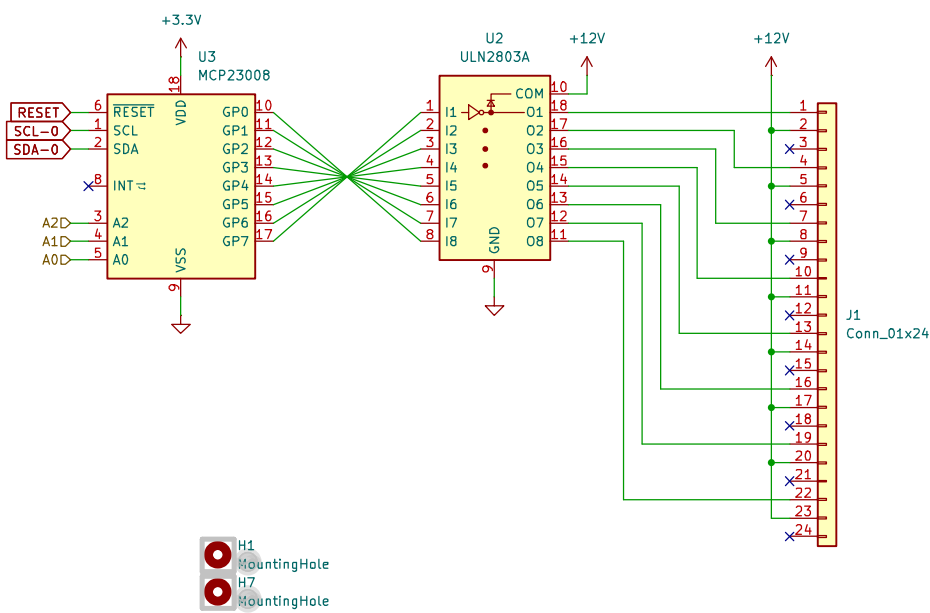 +3.3V
U3
MCP23008
18
VDD
6 RESET GP0 10
1 SCL GP1 11
2 SDA GP2 12
GP3 13
8 INT GP4 14
GP5 15
3 A2 GP6 16
4 A1 GP7 17
5 A0
VSS
9
RESET
SCL-0
SDA-0
A2
A1
A0
U2
ULN2803A
+12V
COM 10
1 I1 O1 18
2 I2 O2 17
3 I3 O3 16
4 I4 O4 15
5 I5 O5 14
6 I6 O6 13
7 I7 O7 12
8 I8 O8 11
GND
9
+12V
1
2
3
4
5
6
7
8
9
10
11
12
13
14
15
16
17
18
19
20
21
22
23
24
J1
Conn_01x24
H1
MountingHole
H7
MountingHole